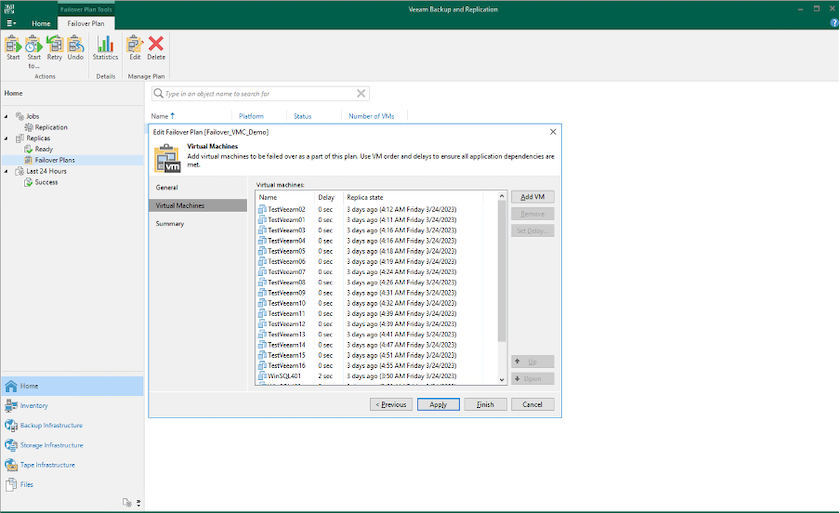 Failover Plan Tools
Veeam Backup and Replication
Home
Failover Plan
Start
Start to...
Retry
Undo
Statistics
Edit
Delete
Actions
Details
Manage Plan
Home
Type in an object name to search for
Jobs
Replication
Replicas
Ready
Failover Plans
Last 24 Hours
Success
Name
Platform
Status
Number of VMs
Edit Failover Plan [Failover_VMC_Demo]
Virtual Machines
Add virtual machines to be failed over as a part of this plan. Use VM order and delays to ensure all application dependencies are
met.
General
Virtual Machines
Summary
Virtual machines:
Name Delay Replica state
TestVeeam02 0 sec 3 days ago (4:12 AM Friday 3/24/2023)
TestVeeam01 0 sec 3 days ago (4:11 AM Friday 3/24/2023)
TestVeeam03 0 sec 3 days ago (4:16 AM Friday 3/24/2023)
TestVeeam04 0 sec 3 days ago (4:16 AM Friday 3/24/2023)
TestVeeam05 0 sec 3 days ago (4:18 AM Friday 3/24/2023)
TestVeeam06 0 sec 3 days ago (4:19 AM Friday 3/24/2023)
TestVeeam07 0 sec 3 days ago (4:24 AM Friday 3/24/2023)
TestVeeam08 0 sec 3 days ago (4:26 AM Friday 3/24/2023)
TestVeeam09 0 sec 3 days ago (4:31 AM Friday 3/24/2023)
TestVeeam10 0 sec 3 days ago (4:32 AM Friday 3/24/2023)
TestVeeam11 0 sec 3 days ago (4:39 AM Friday 3/24/2023)
TestVeeam12 0 sec 3 days ago (4:39 AM Friday 3/24/2023)
TestVeeam13 0 sec 3 days ago (4:41 AM Friday 3/24/2023)
TestVeeam14 0 sec 3 days ago (4:47 AM Friday 3/24/2023)
TestVeeam15 0 sec 3 days ago (4:51 AM Friday 3/24/2023)
TestVeeam16 0 sec 3 days ago (4:55 AM Friday 3/24/2023)
WinSQL401 2 sec 3 days ago (3:50 AM Friday 3/24/2023)
Add VM
Remove
Set Delay...
Up
Down
< Previous
Apply
Finish
Cancel
Home
Inventory
Backup Infrastructure
Storage Infrastructure
Tape Infrastructure
Files